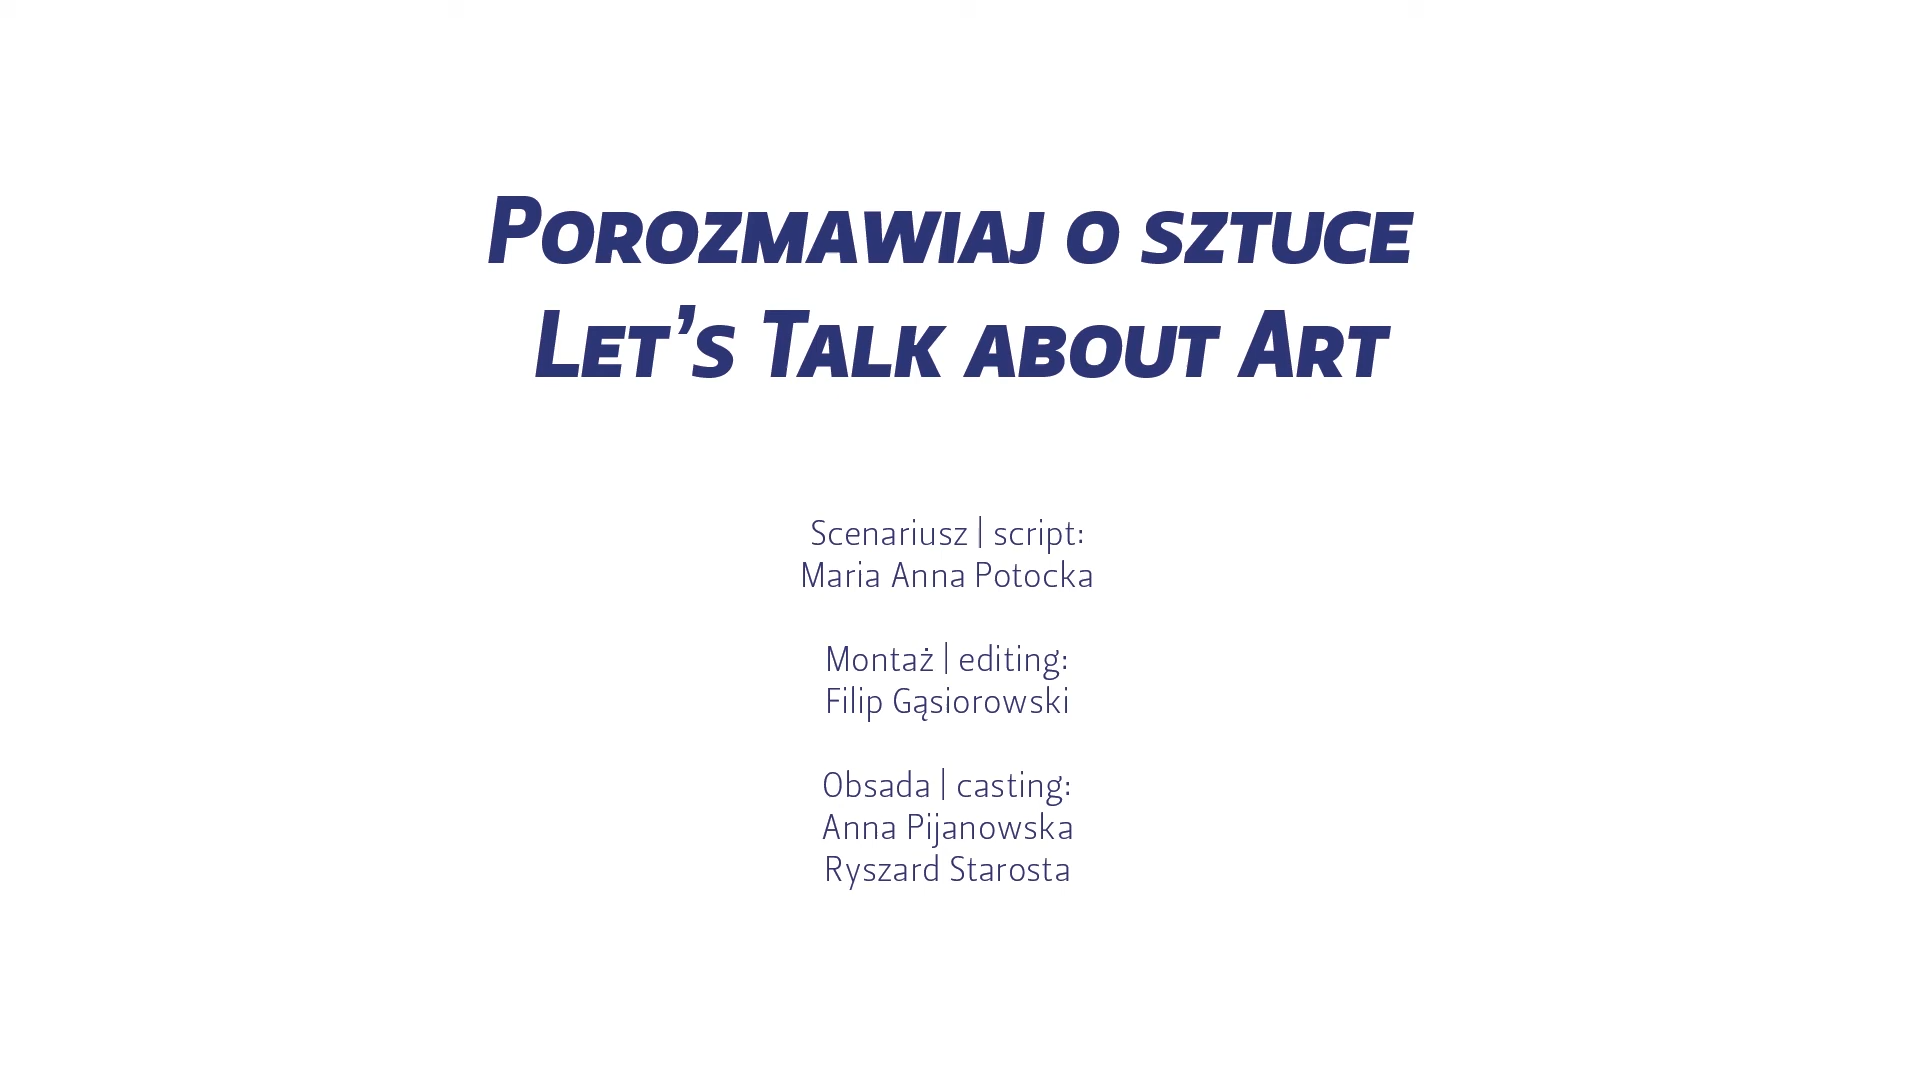 Porozmawiaj o sztuce
Let’s Talk about Art
Scenariusz | script:
Maria Anna Potocka
Montaż | editing:
Filip Gąsiorowski
Obsada | casting:
Anna Pijanowska
Ryszard Starosta